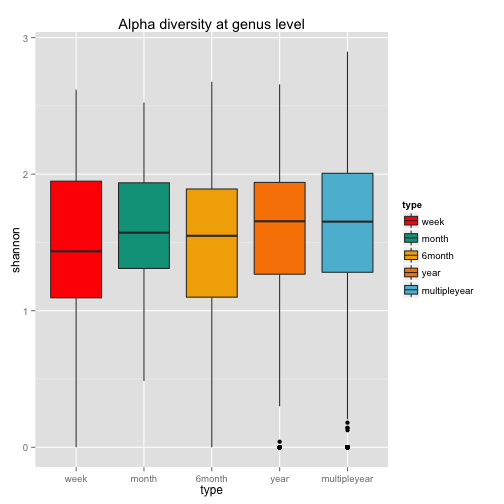 Alpha diversity at genus level
3
2
1
0
shannon
week month 6month year multipleyear
type
type
week
month
6month
year
multipleyear